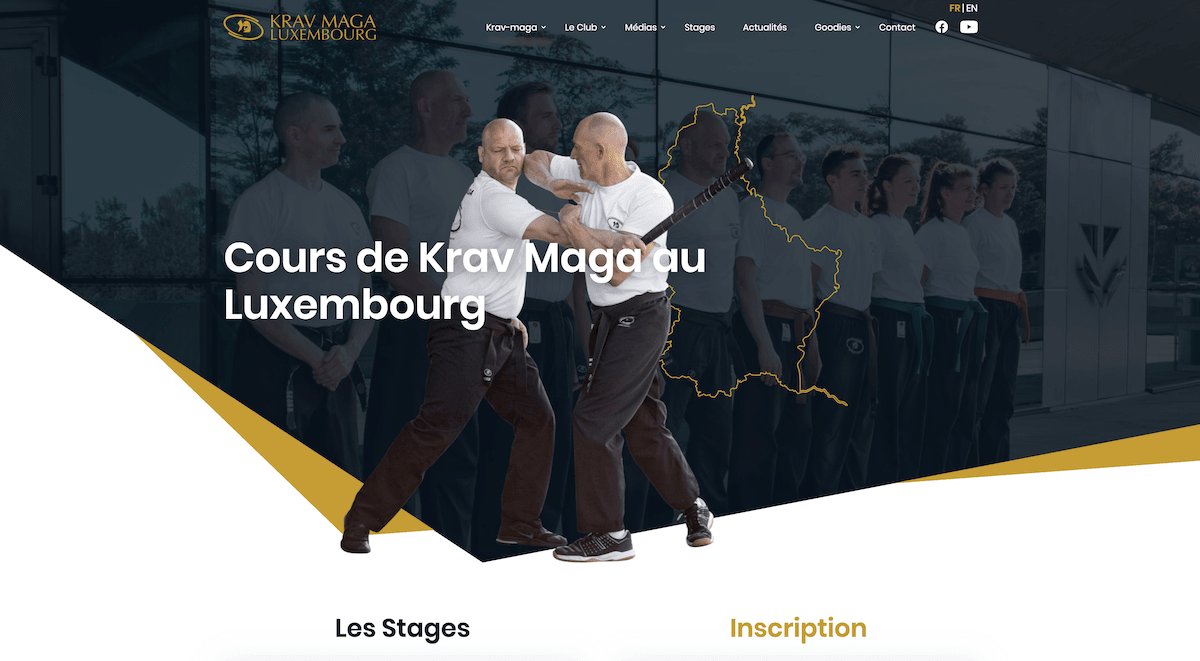 FR | EN
KRAV MAGA
LUXEMBOURG
Krav-maga Le Club Médias Stages Actualités Goodies Contact
Cours de Krav Maga au
Luxembourg
Les Stages Inscription